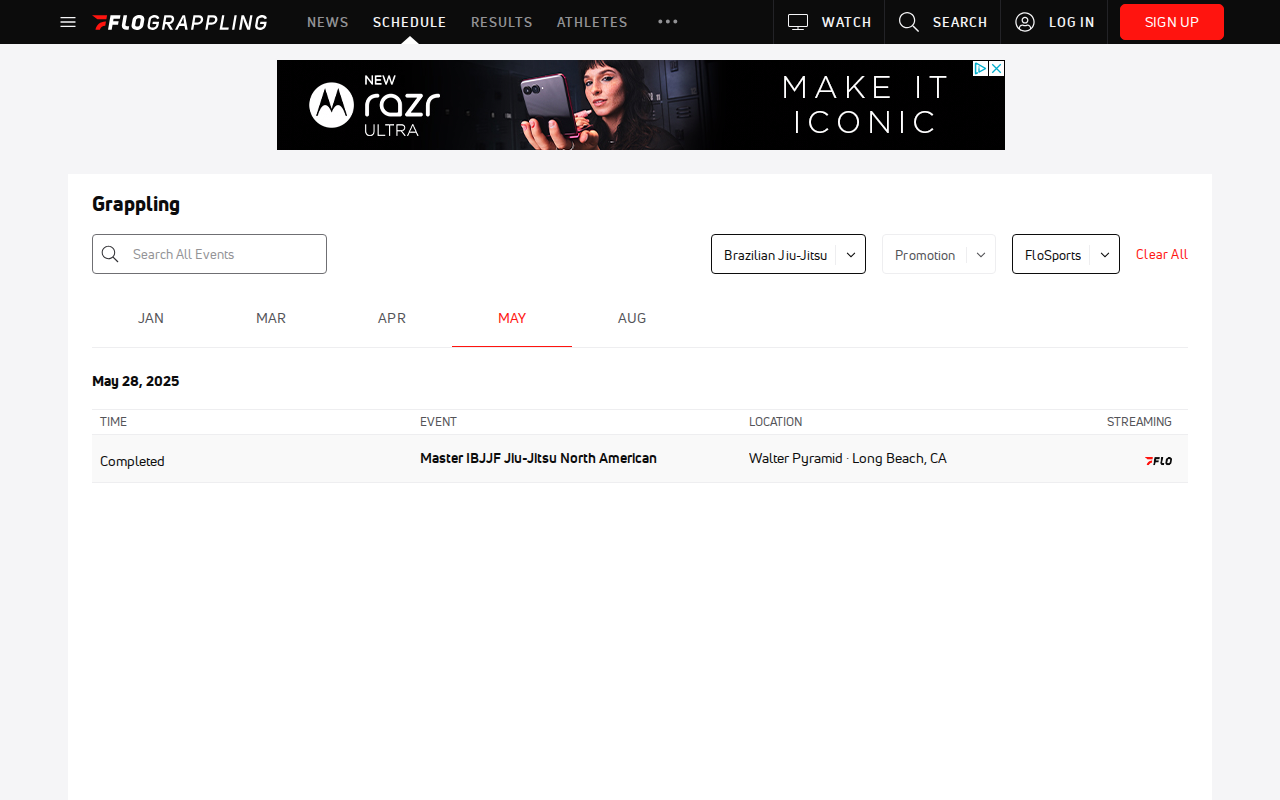 FLOGRAPPLING NEWS SCHEDULE RESULTS ATHLETES ••• WATCH SEARCH LOG IN SIGN UP
NEW
razr
ULTRA
MAKE IT
ICONIC
Grappling
Search All Events Brazilian Jiu-Jitsu Promotion FloSports Clear All
JAN MAR APR MAY AUG
May 28, 2025
TIME EVENT LOCATION STREAMING
Completed Master IBJJF Jiu-Jitsu North American Walter Pyramid · Long Beach, CA FLO